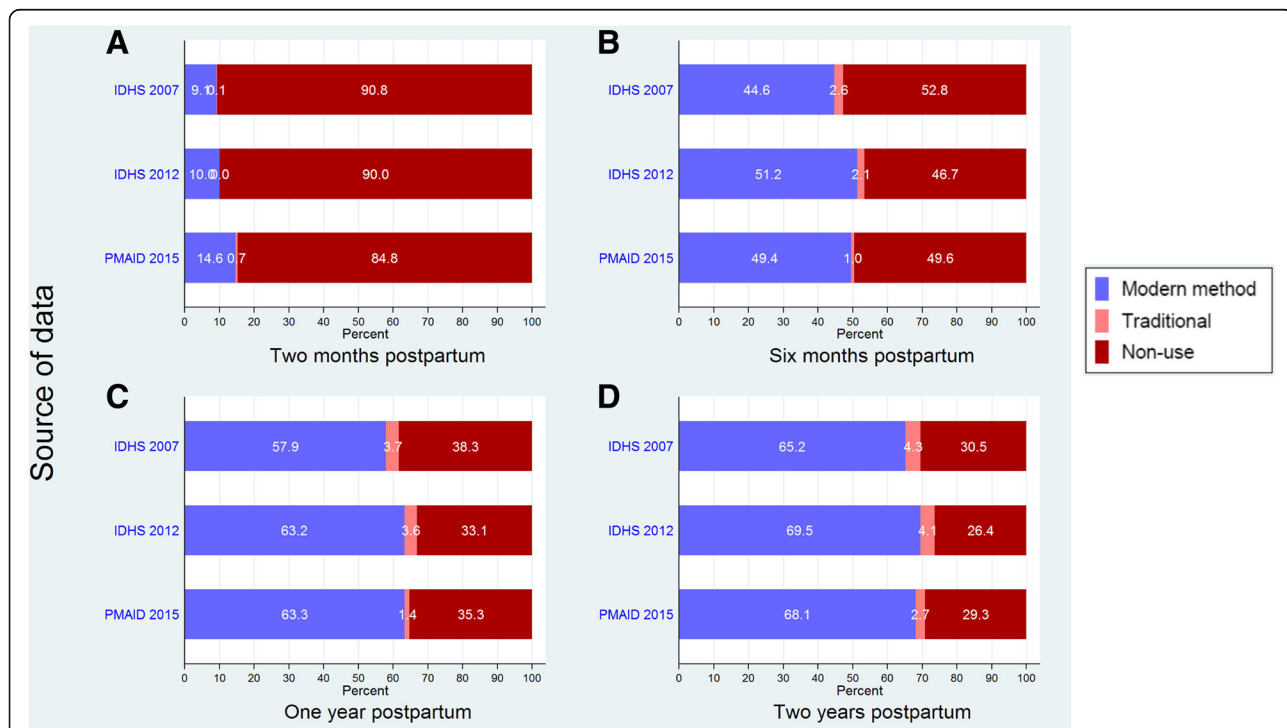 A
IDHS 2007
9.1
0.1
90.8
IDHS 2012
10.0
0.0
90.0
PMAID 2015
14.6
0.7
84.8
0 10 20 30 40 50 60 70 80 90 100
Percent
Two months postpartum
B
IDHS 2007
44.6
2.6
52.8
IDHS 2012
51.2
2.1
46.7
PMAID 2015
49.4
1.0
49.6
0 10 20 30 40 50 60 70 80 90 100
Percent
Six months postpartum
Source of data
C
IDHS 2007
57.9
3.7
38.3
IDHS 2012
63.2
3.6
33.1
PMAID 2015
63.3
1.4
35.3
0 10 20 30 40 50 60 70 80 90 100
Percent
One year postpartum
D
IDHS 2007
65.2
4.3
30.5
IDHS 2012
69.5
4.1
26.4
PMAID 2015
68.1
2.7
29.3
0 10 20 30 40 50 60 70 80 90 100
Percent
Two years postpartum
Modern method
Traditional
Non-use